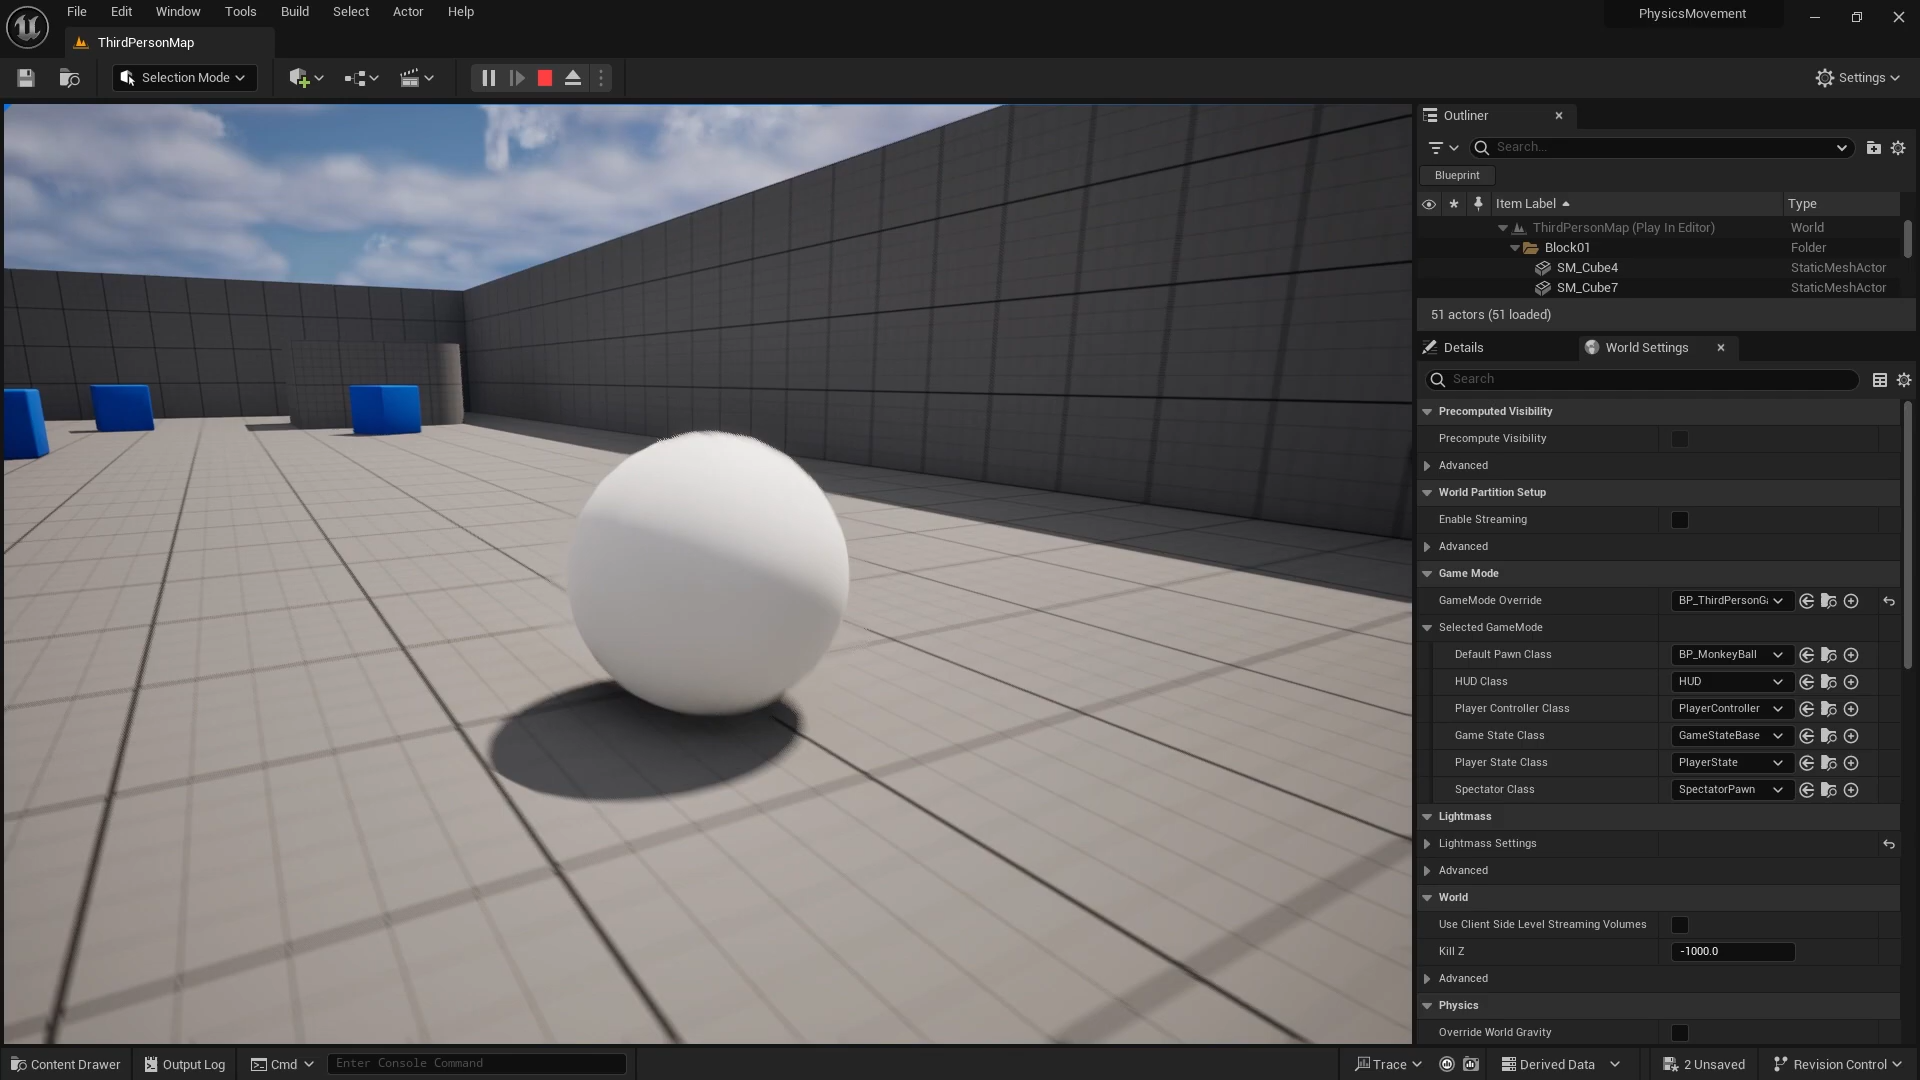 File Edit Window Tools Build Select Actor Help
PhysicsMovement
ThirdPersonMap
Selection Mode
Settings
Outliner
Search...
Blueprint
Item Label Type
ThirdPersonMap (Play In Editor) World
Block01 Folder
SM_Cube4 StaticMeshActor
SM_Cube7 StaticMeshActor
51 actors (51 loaded)
Details World Settings
Search
Precomputed Visibility
Precompute Visibility
Advanced
World Partition Setup
Enable Streaming
Advanced
Game Mode
GameMode Override BP_ThirdPersonGa
Selected GameMode
Default Pawn Class BP_MonkeyBall
HUD Class HUD
Player Controller Class PlayerController
Game State Class GameStateBase
Player State Class PlayerState
Spectator Class SpectatorPawn
Lightmass
Lightmass Settings
Advanced
World
Use Client Side Level Streaming Volumes
Kill Z -1000.0
Advanced
Physics
Override World Gravity
Content Drawer Output Log Cmd Enter Console Command Trace Derived Data 2 Unsaved Revision Control